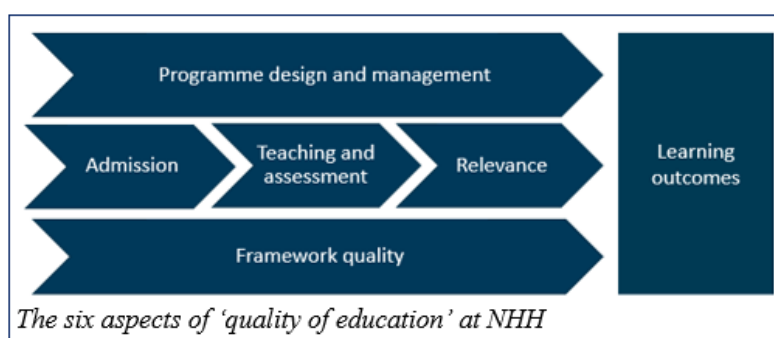 Programme design and management
Admission
Teaching and
assessment
Relevance
Learning
outcomes
Framework quality
The six aspects of 'quality of education' at NHH